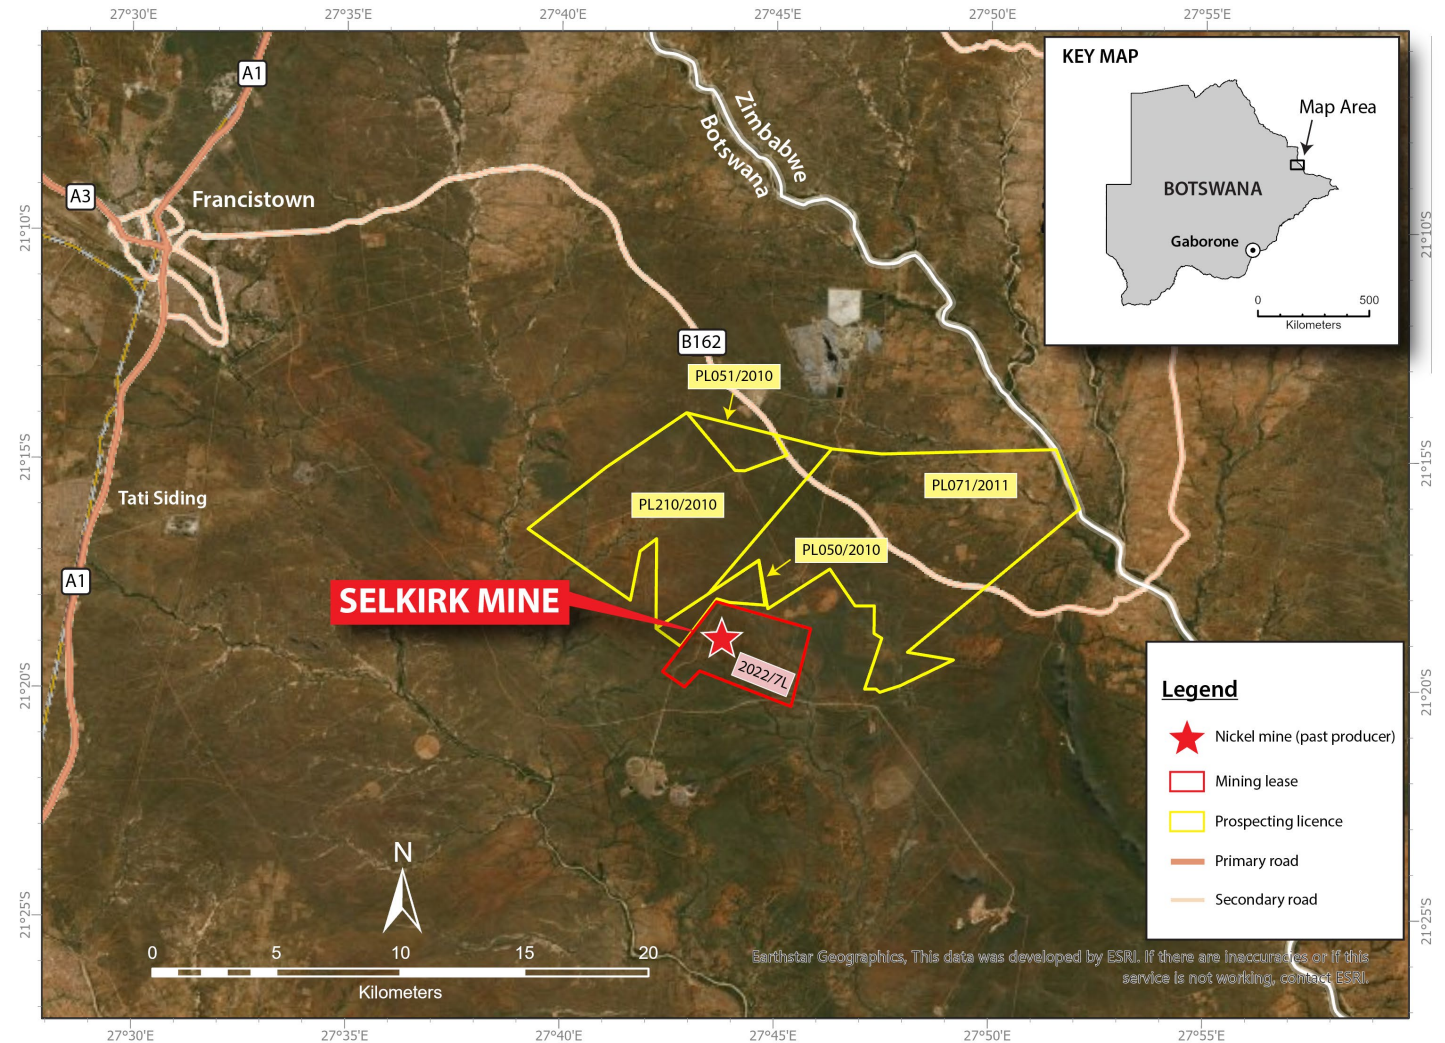 27°30'E
27°35'E
27°40'E
27°45'E
27°50'E
27°55'E
A1
A3
Francistown
Zimbabwe
Botswana
KEY MAP
Map Area
BOTSWANA
Gaborone
0 500
Kilometers
21°10'S
21°10'S
B162
PL051/2010
21°15'S
21°15'S
PL071/2011
Tati Siding
PL210/2010
PL050/2010
A1
SELKIRK MINE
2022/7L
21°20'S
21°20'S
Legend
Nickel mine (past producer)
Mining lease
Prospecting licence
Primary road
Secondary road
N
21°25'S
21°25'S
0 5 10 15 20
Kilometers
Earthstar Geographics, This data was developed by ESRI. If there are inaccuracies or if this
service is not working, contact ESRI.
27°30'E
27°35'E
27°40'E
27°45'E
27°50'E
27°55'E